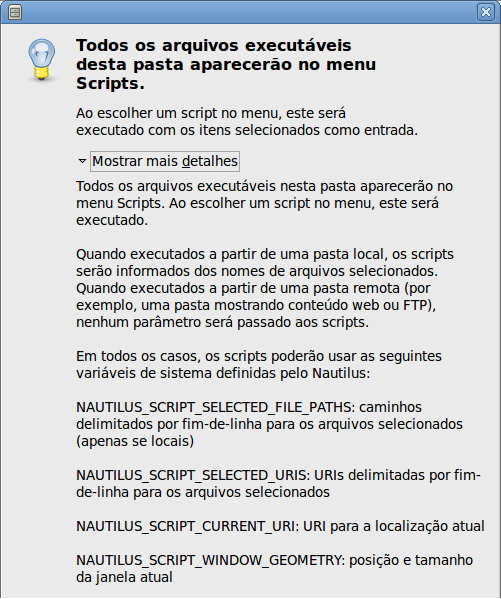 Todos os arquivos executáveis
desta pasta aparecerão no menu
Scripts.
Ao escolher um script no menu, este será
executado com os itens selecionados como entrada.
Mostrar mais detalhes
Todos os arquivos executáveis nesta pasta aparecerão no
menu Scripts. Ao escolher um script no menu, este será
executado.
Quando executados a partir de uma pasta local, os scripts
serão informados dos nomes de arquivos selecionados.
Quando executados a partir de uma pasta remota (por
exemplo, uma pasta mostrando conteúdo web ou FTP),
nenhum parâmetro será passado aos scripts.
Em todos os casos, os scripts poderão usar as seguintes
variáveis de sistema definidas pelo Nautilus:
NAUTILUS_SCRIPT_SELECTED_FILE_PATHS: caminhos
delimitados por fim-de-linha para os arquivos selecionados
(apenas se locais)
NAUTILUS_SCRIPT_SELECTED_URIS: URIs delimitadas por fim-
de-linha para os arquivos selecionados
NAUTILUS_SCRIPT_CURRENT_URI: URI para a localização atual
NAUTILUS_SCRIPT_WINDOW_GEOMETRY: posição e tamanho
da janela atual